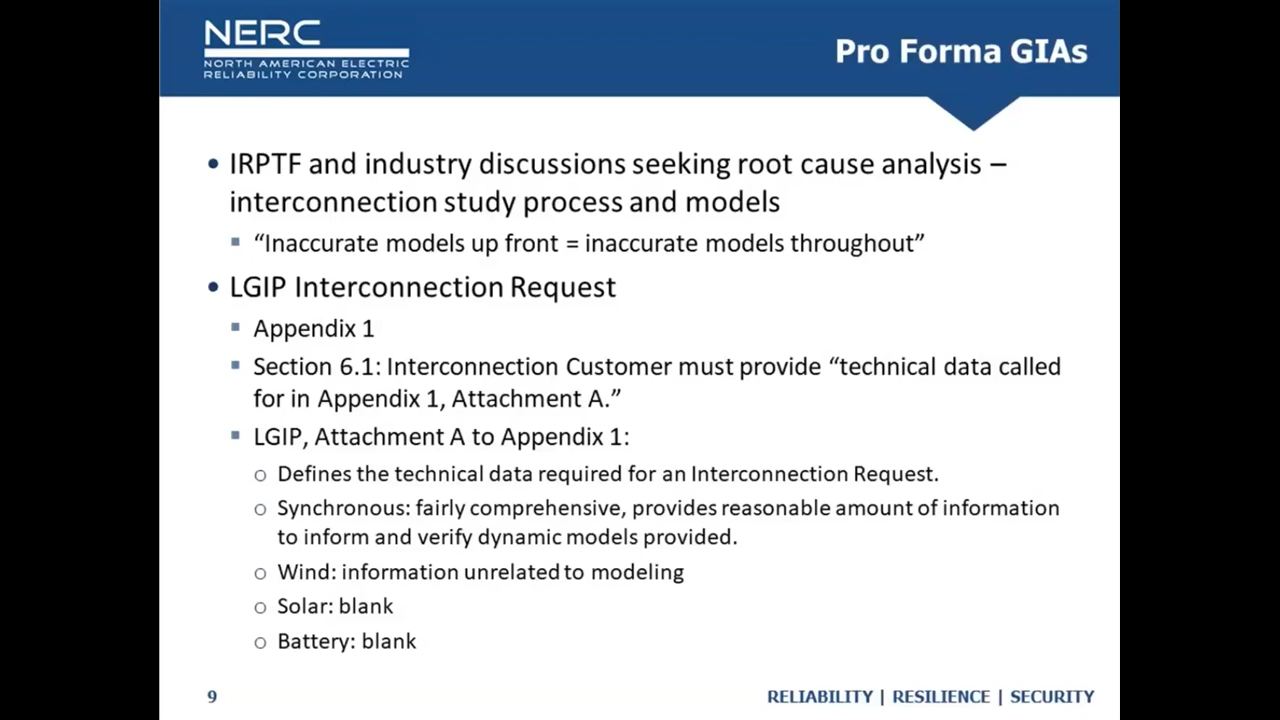 NERC
NORTH AMERICAN ELECTRIC
RELIABILITY CORPORATION
Pro Forma GIAs
• IRPTF and industry discussions seeking root cause analysis –
interconnection study process and models
▪ “Inaccurate models up front = inaccurate models throughout”
• LGIP Interconnection Request
▪ Appendix 1
▪ Section 6.1: Interconnection Customer must provide “technical data called
for in Appendix 1, Attachment A.”
▪ LGIP, Attachment A to Appendix 1:
o Defines the technical data required for an Interconnection Request.
o Synchronous: fairly comprehensive, provides reasonable amount of information
to inform and verify dynamic models provided.
o Wind: information unrelated to modeling
o Solar: blank
o Battery: blank
9
RELIABILITY | RESILIENCE | SECURITY